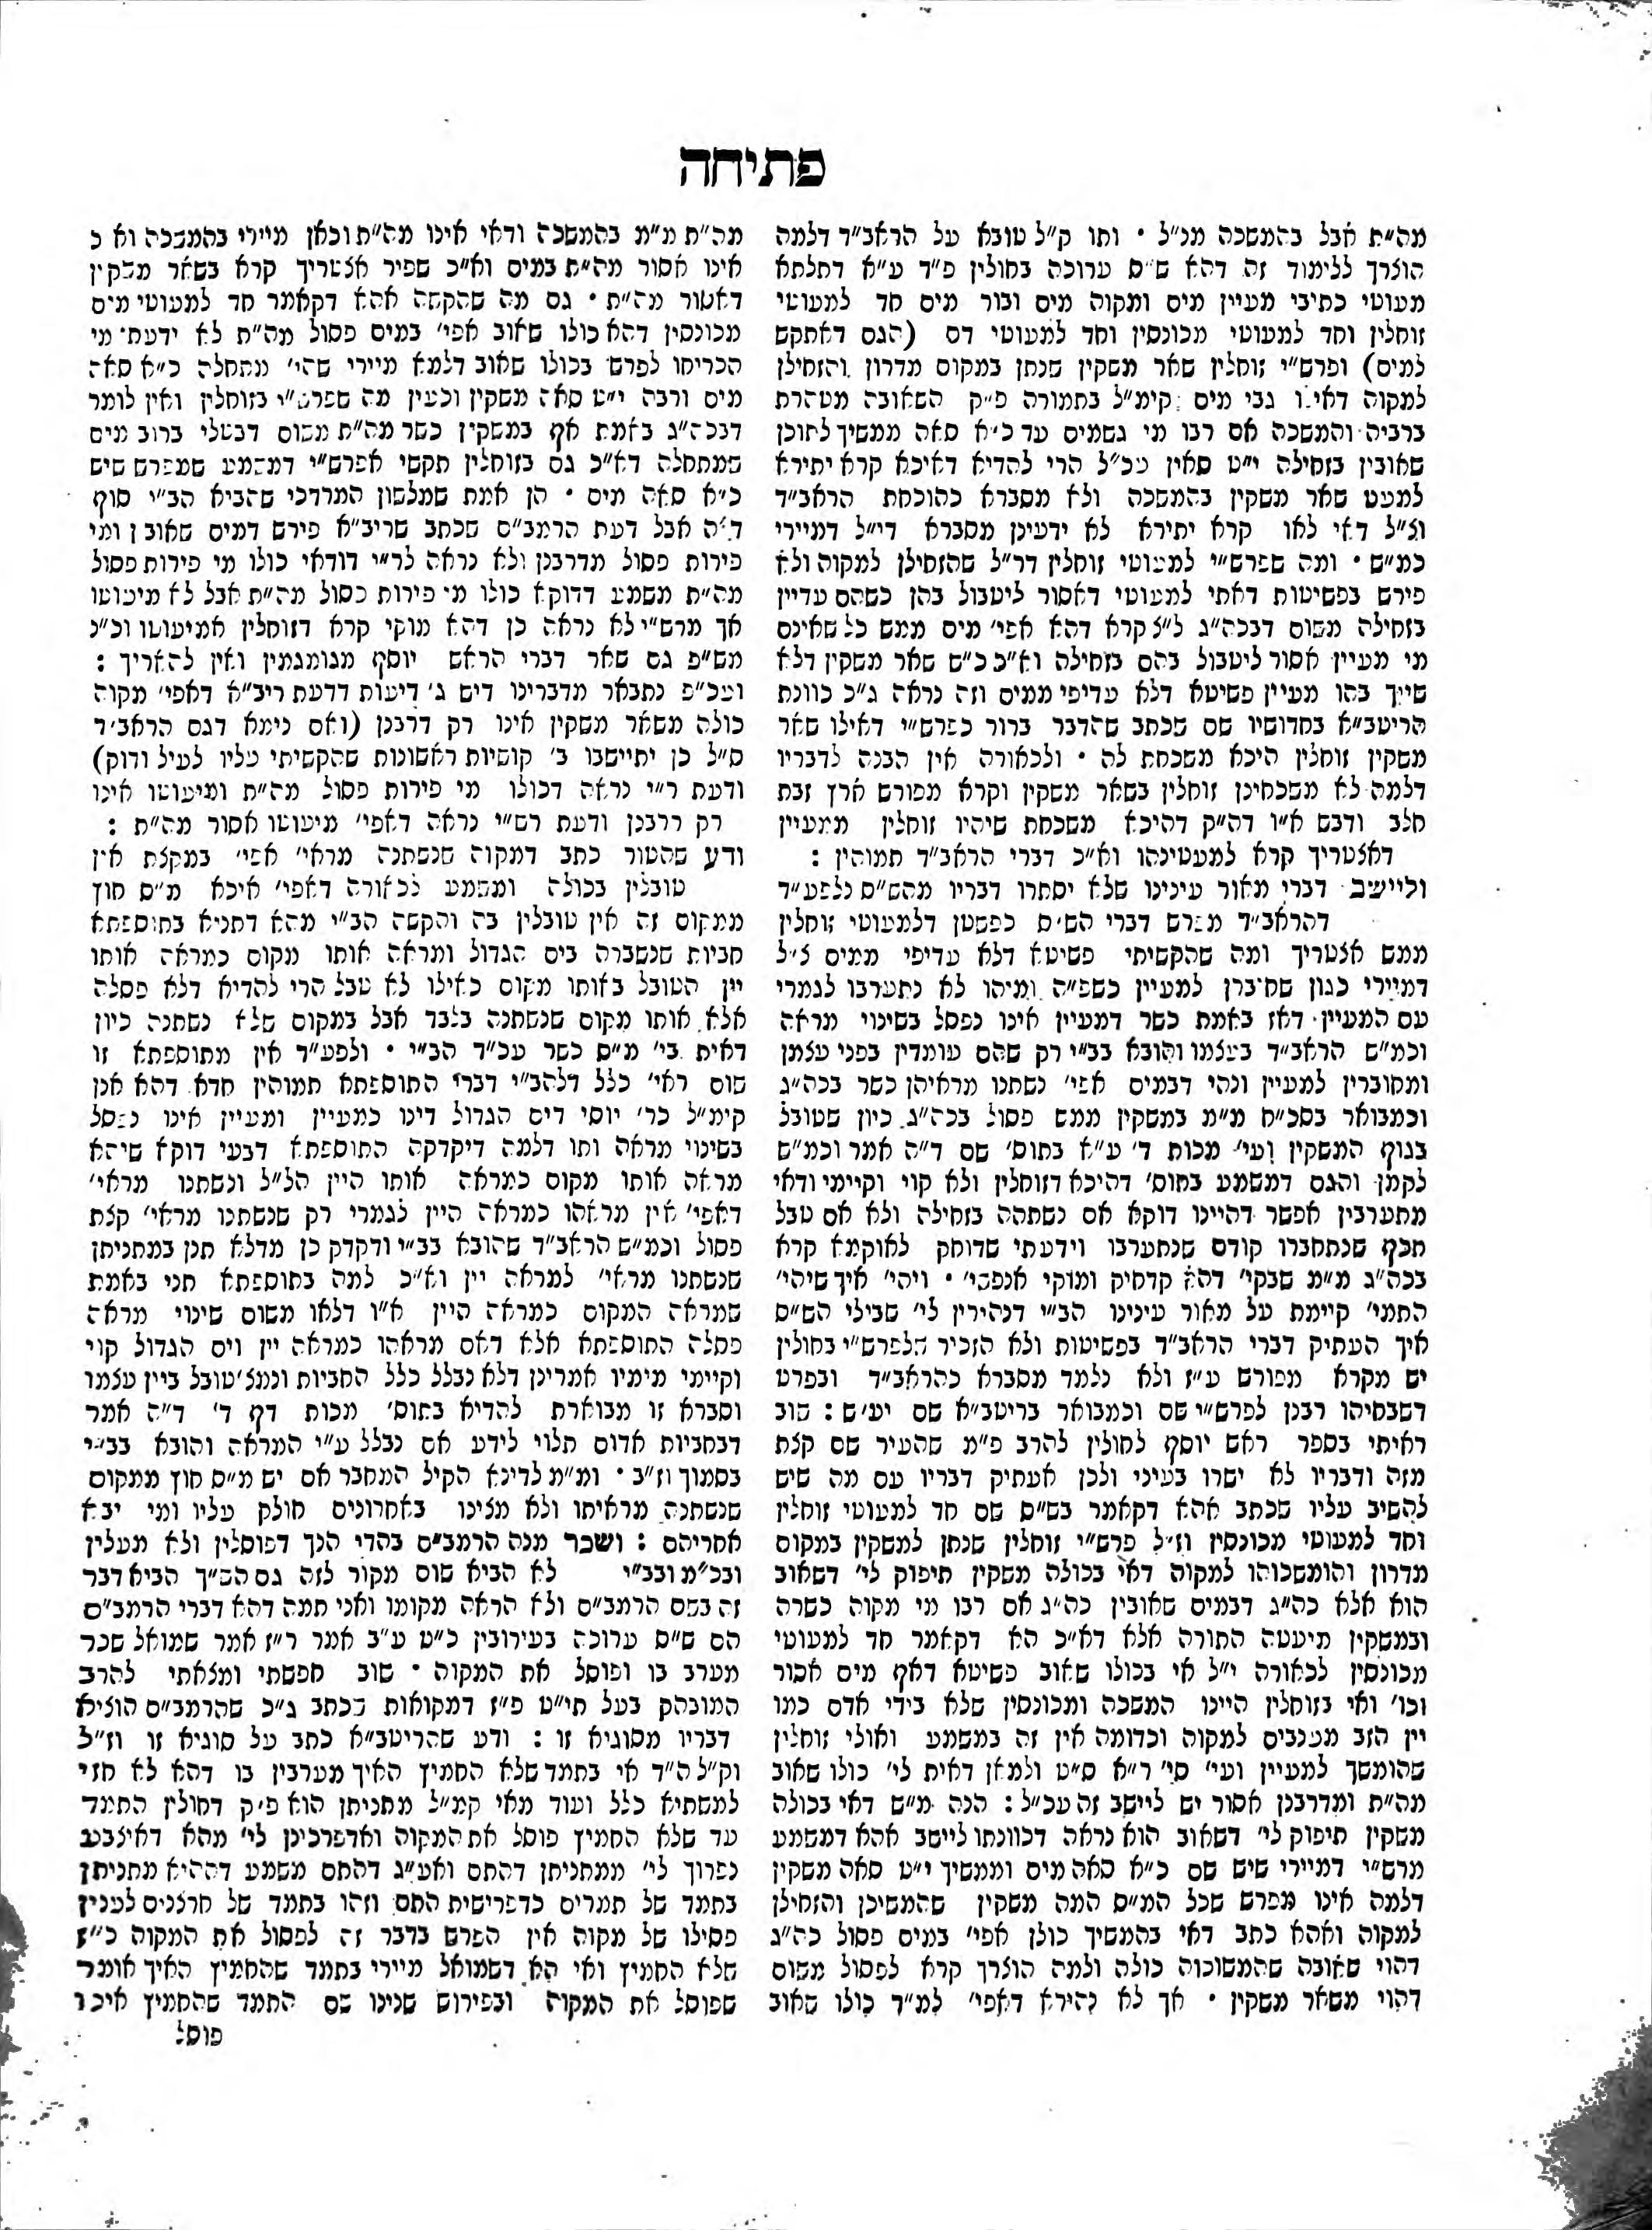 פתיחה
מה״ת אבל בהמשכה מנ״ל • ותו ק״ל טובא על הראב״ד דלמה
הוצרך ללימוד זה דהא ש״ס ערוכה בחולין פ״ד ע״א דתלתא
מעוטי כתיבי מעיין מים ומקוה מים ובור מים חד למעוטי
זוחלין וחד למעוטי מכונסין וחד למעוטי דם (הגם דאתקש
למים) ופרש״י זוחלין שאר משקין שנתן במקום מדרון והזחילן
למקוה דאינו גבי מים קימ״ל בתמורה פ״ק השאובה מטהרת
ברביה והמשכה אם רבו מי גשמים עד כ״א סאה ממשיך לתוכן
שאובין בזחילה י״ט סאין עכ״ל הרי להדיא דאיכא קרא יתירא
למעט שאר משקין בהמשכה ולא מסברא כהוכחת הראב״ד
וצ״ל דאי לאו קרא יתירא לא ידעינן מסברא די״ל דמיירי
כמ״ש • ומה שפרש״י למעוטי זוחלין דר״ל שהזחילן למקוה ולא
פירש בפשיטות דאתי למעוטי דאסור ליטבול בהן כשהם עדיין
בזחילה משום דבכה״ג ל״צ קרא דהא אפי׳ מים ממש כל שאינם
מי מעיין אסור ליטבול בהם בזחילה וא״כ כ״ש שאר משקין דלא
שייך בהו מעיין פשיטא דלא עדיפי ממים וזה נראה ג״כ כוונת
הריטב״א בחדושיו שם שכתב שהדבר ברור כפרש״י דאילו שאר
משקין זוחלין היכא משכחת לה • ולכאורה אין הבנה לדבריו
דלמה לא משכחינן זוחלין בשאר משקין וקרא מפורש ארץ זבת
חלב ודבש א״ו דה״ק דהיכא משכחת שיהיו זוחלין ממעיין
דאצטריך קרא למעטינהו וא״כ דברי הראב״ד תמוהין :
וליישב דברי מאור עינינו שלא יסתרו דבריו מהש״ס נלפע״ד
דהראב״ד מפרש דברי הש״ס כפשטן דלמעוטי זוחלין
ממש אצטריך ומה שהקשיתי פשיטא דלא עדיפי ממים צ״ל
דמיירי כגון שחיברן למעיין כשפ״ה ומיהו לא נתערבו לגמרי
עם המעיין דאז באמת כשר דמעיין אינו נפסל בשינוי מראה
וכמ״ש הראב״ד בעצמו והובא בב״י רק שהם עומדין בפני עצמן
ומחוברין למעיין ונהי דבמים אפי׳ נשתנו מראיהן כשר בכה״ג
וכמבואר בסכ״ח מ״מ במשקין ממש פסול בכה״ג כיון שטובל
בגוף המשקין ועי׳ מכות ד׳ ע״א בתוס׳ שם ד״ה אמר וכמ״ש
לקמן והגם דמשמע בתוס׳ דהיכא דזוחלין ולא קוי וקיימי ודאי
מתערבין אפשר דהיינו דוקא אם נשתהה בזחילה ולא אם טבל
תכף שנתחברו קודם שנתערבו וידעתי שדוחק לאוקמא קרא
בכה״ג מ״מ שבקי׳ דהא קדחיק ומוקי אנפשי׳ • ויהי׳ איך שיהי׳
התמי׳ קיימת על מאור עינינו הב״י דנהירין לי׳ שבילי הש״ס
איך העתיק דברי הראב״ד בפשיטות ולא הזכיר דלפרש״י בחולין
יש מקרא מפורש ע״ז ולא נלמד מסברא כהראב״ד ובפרט
דשבחיהו רבנן לפרש״י שם וכמבואר בריטב״א שם יע״ש : שוב
ראיתי בספר ראש יוסף לחולין להרב פ״מ שהעיר שם קצת
מזה ודבריו לא ישרו בעיני ולכן אעתיק דבריו עם מה שיש
להשיב עליו שכתב אהא דקאמר בש״ס שם חד למעוטי זוחלין
וחד למעוטי מכונסין וז״ל פרש״י זוחלין שנתן למשקין במקום
מדרון והומשכוהו למקוה דאי בכולה משקין תיפוק לי׳ דשאוב
הוא אלא כה״ג דבמים שאובין כה״ג אם רבו מי מקוה כשרה
ובמשקין מיעטה התורה אלא דא״כ הא דקאמר חד למעוטי
מכונסין לכאורה י״ל אי בכולו שאוב פשיטא דאף מים אסור
וכו׳ ואי בזוחלין היינו המשכה ומכונסין שלא בידי אדם כמו
יין הזב מענבים למקוה וכדומה אין זה במשמע ואולי זוחלין
שהומשך למעיין ועי׳ סי׳ ר״א ס״ט ולמאן דאית לי׳ כולו שאוב
מה״ת ומדרבנן אסור יש ליישב זה עכ״ל : הנה מ״ש דאי בכולה
משקין תיפוק לי׳ דשאוב הוא נראה דכוונתו ליישב אהא דמשמע
מרש״י דמיירי שיש שם כ״א סאה מים וממשיך י״ט סאה משקין
דלמה אינו מפרש שכל המ״ם המה משקין שהמשיכן והזחילן
למקוה ואהא כתב דאי בהמשיך כולן אפי׳ במים פסול כה״ג
דהוי שאובה שהמשוכוה כולה ולמה הוצרך קרא לפסול משום
דהוי משאר משקין • אך לא נהירא דאפי׳ למ״ד כולו שאוב
מה״ת מ״מ בהמשכה ודאי אינו מה״ת וכאן מיירי בהמשכה וא״כ
אינו אסור מה״ת במים וא״כ שפיר אצטריך קרא בשאר משקין
דאסור מה״ת • גם מה שהקשה אהא דקאמר חד למעוטי מים
מכונסין דהא כולו שאוב אפי׳ במים פסול מה״ת לא ידעתי מי
הכריחו לפרש בכולו שאוב דלמא מיירי שהי׳ מתחלה כ״א סאה
מים ורבה י״ט סאה משקין וכעין מה שפרש״י בזוחלין ואין לומר
דבכה״ג באמת אף במשקין כשר מה״ת משום דבטלי ברוב מים
שמתחלה דא״כ גם בזוחלין תקשי אפרש״י דמשמע שמפרש שיש
כ״א סאה מים • הן אמת שמלשון המרדכי שהביא הב״י סוף
ד״ה אבל דעת הרמב״ם שכתב שריב״א פירש דמים שאובין ומי
פירות פסול מדרבנן ולא נראה לר״י דודאי כולו מי פירות פסול
מה״ת משמע דדוקא כולו מי פירות פסול מה״ת אבל לא מיעוטו
אך מרש״י לא נראה כן דהא מוקי קרא דזוחלין אמיעוטו וכ״כ
מש״פ גם שאר דברי הראש יוסף מגומגמין ואין להאריך :
ועכ״פ נתבאר מדברינו דיש ג׳ דיעות דדעת ריב״א דאפי׳ מקוה
כולה משאר משקין אינו רק דרבנן (ואם נימא דגם הראב״ד
ס״ל כן יתיישבו ב׳ קושיות ראשונות שהקשיתי עליו לעיל ודוק)
ודעת ר״י נראה דכולו מי פירות פסול מה״ת ומיעוטו אינו
רק דרבנן ודעת רש״י נראה דאפי׳ מיעוטו אסור מה״ת :
ודע שהטור כתב דמקוה שנשתנה מראי׳ אפי׳ במקצת אין
טובלין בכולה ומשמע לכאורה דאפי׳ איכא מ״ס חוץ
ממקום זה אין טובלין בה והקשה הב״י מהא דתניא בתוספתא
חביות שנשברה בים הגדול ומראה אותו מקום כמראה אותו
יין הטובל באותו מקום כאילו לא טבל הרי להדיא דלא פסלה
אלא אותו מקום שנשתנה בלבד אבל במקום שלא נשתנה כיון
דאית בי׳ מ״ס כשר עכ״ד הב״י • ולפע״ד אין מתוספתא זו
שום ראי׳ כלל דלהב״י דברי התוספתא תמוהין חדא דהא אנן
קימ״ל כר׳ יוסי דים הגדול דינו כמעיין ומעיין אינו נפסל
בשינוי מראה ותו דלמה דיקדקה התוספתא דבעי דוקא שיהא
מראה אותו מקום כמראה אותו היין הל״ל ונשתנו מראי׳
דאפי׳ אין מראהו כמראה היין לגמרי רק שנשתנו מראי׳ קצת
פסול וכמ״ש הראב״ד שהובא בב״י ודקדק כן מדלא תנן במתניתין
שנשתנו מראי׳ למראה יין וא״כ למה בתוספתא תני באמת
שמראה המקום כמראה היין א״ו דלאו משום שינוי מראה
פסלה התוספתא אלא דאם מראהו כמראה יין וים הגדול קוי
וקיימי מימיו אמרינן דלא נבלל כלל החביות וכמצ׳טובל ביין עצמו
וסברא זו מבוארת להדיא בתוס׳ מכות דף ד׳ ד״ה אמר
דבחביות אדום תלוי לידע אם נבלל ע״י המראה והובא בב״י
בסמוך וז״ב • ומ״מ לדינא הקיל המחבר אם יש מ״ס חוץ ממקום
שנשתנה מראיתו ולא מצינו באחרונים חולק עליו ומי יבא
אחריהם : ושכר מנה הרמב״ם בהדי הנך דפוסלין ולא מעלין
ובכ״מ ובב״י לא הביא שום מקור לזה גם הש״ך הביא דבר
זה בשם הרמב״ם ולא הראה מקומו ואני תמה דהא דברי הרמב״ם
הם ש״ס ערוכה בעירובין כ״ט ע״ב אמר ר״ז אמר שמואל שכר
מערב בו ופוסל את המקוה • שוב חפשתי ומצאתי להרב
המובהק בעל תי״ט פ״ז דמקואות שכתב ג״כ שהרמב״ם הוציא
דבריו מסוגיא זו : ודע שהריטב״א כתב על סוגיא זו וז״ל
וק״ל ה״ד אי בתמד שלא החמיץ האיך מערבין בו דהא לא חזי
למשתיא כלל ועוד מאי קמ״ל מתניתן הוא פ״ק דחולין התמד
עד שלא החמיץ פוסל את המקוה ואדפרכינן לי׳ מהא דאיצבע
נפרוך לי׳ ממתניתן דהתם ואע״ג דהתם משמע דההיא מתניתן
בתמד של תמרים כדפרישית התם וזהו בתמד של חרצנים לענין
פסילו של מקוה אין הפרש בדבר זה לפסול את המקוה כ״ז
שלא החמיץ ואי הא דשמואל מיירי בתמד שהחמיץ האיך אומר
שפוסל את המקוה ובפירוש שנינו שם התמד שהחמיץ אינו
פוסל